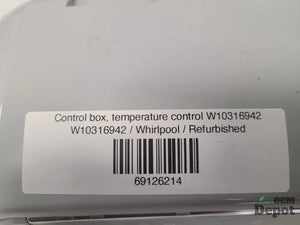 Control box, temperature control W10316942
W10316942 / Whirlpool / Refurbished
69126214
OEM
Depot